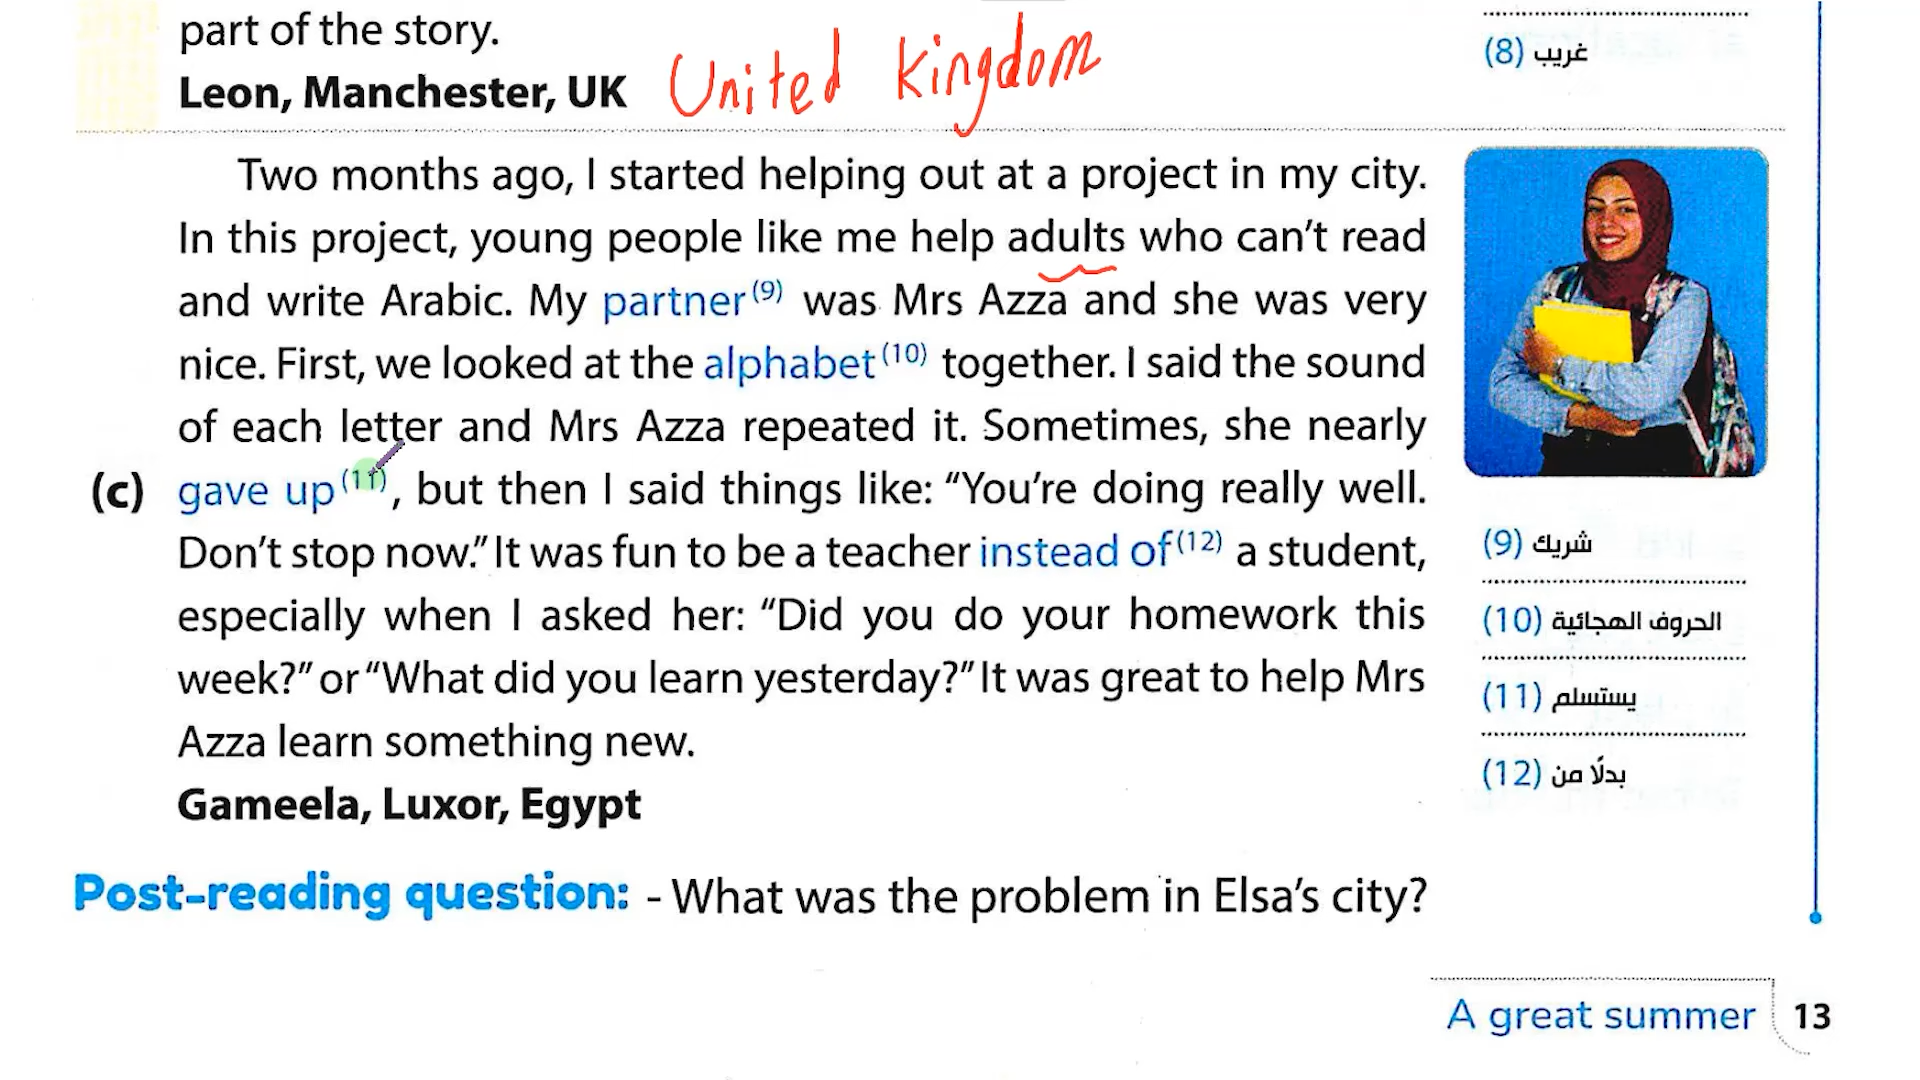 part of the story.
Leon, Manchester, UK United Kingdom
(8) غريب
Two months ago, I started helping out at a project in my city.
In this project, young people like me help adults who can't read
and write Arabic. My partner(9) was Mrs Azza and she was very
nice. First, we looked at the alphabet(10) together. I said the sound
of each letter and Mrs Azza repeated it. Sometimes, she nearly
(c) gave up(11), but then I said things like: "You're doing really well.
Don't stop now." It was fun to be a teacher instead of(12) a student,
especially when I asked her: "Did you do your homework this
week?" or "What did you learn yesterday?" It was great to help Mrs
Azza learn something new.
Gameela, Luxor, Egypt
(9) شريك
(10) الحروف الهجائية
(11) يستسلم
(12) بدلًا من
Post-reading question: - What was the problem in Elsa's city?
A great summer 13